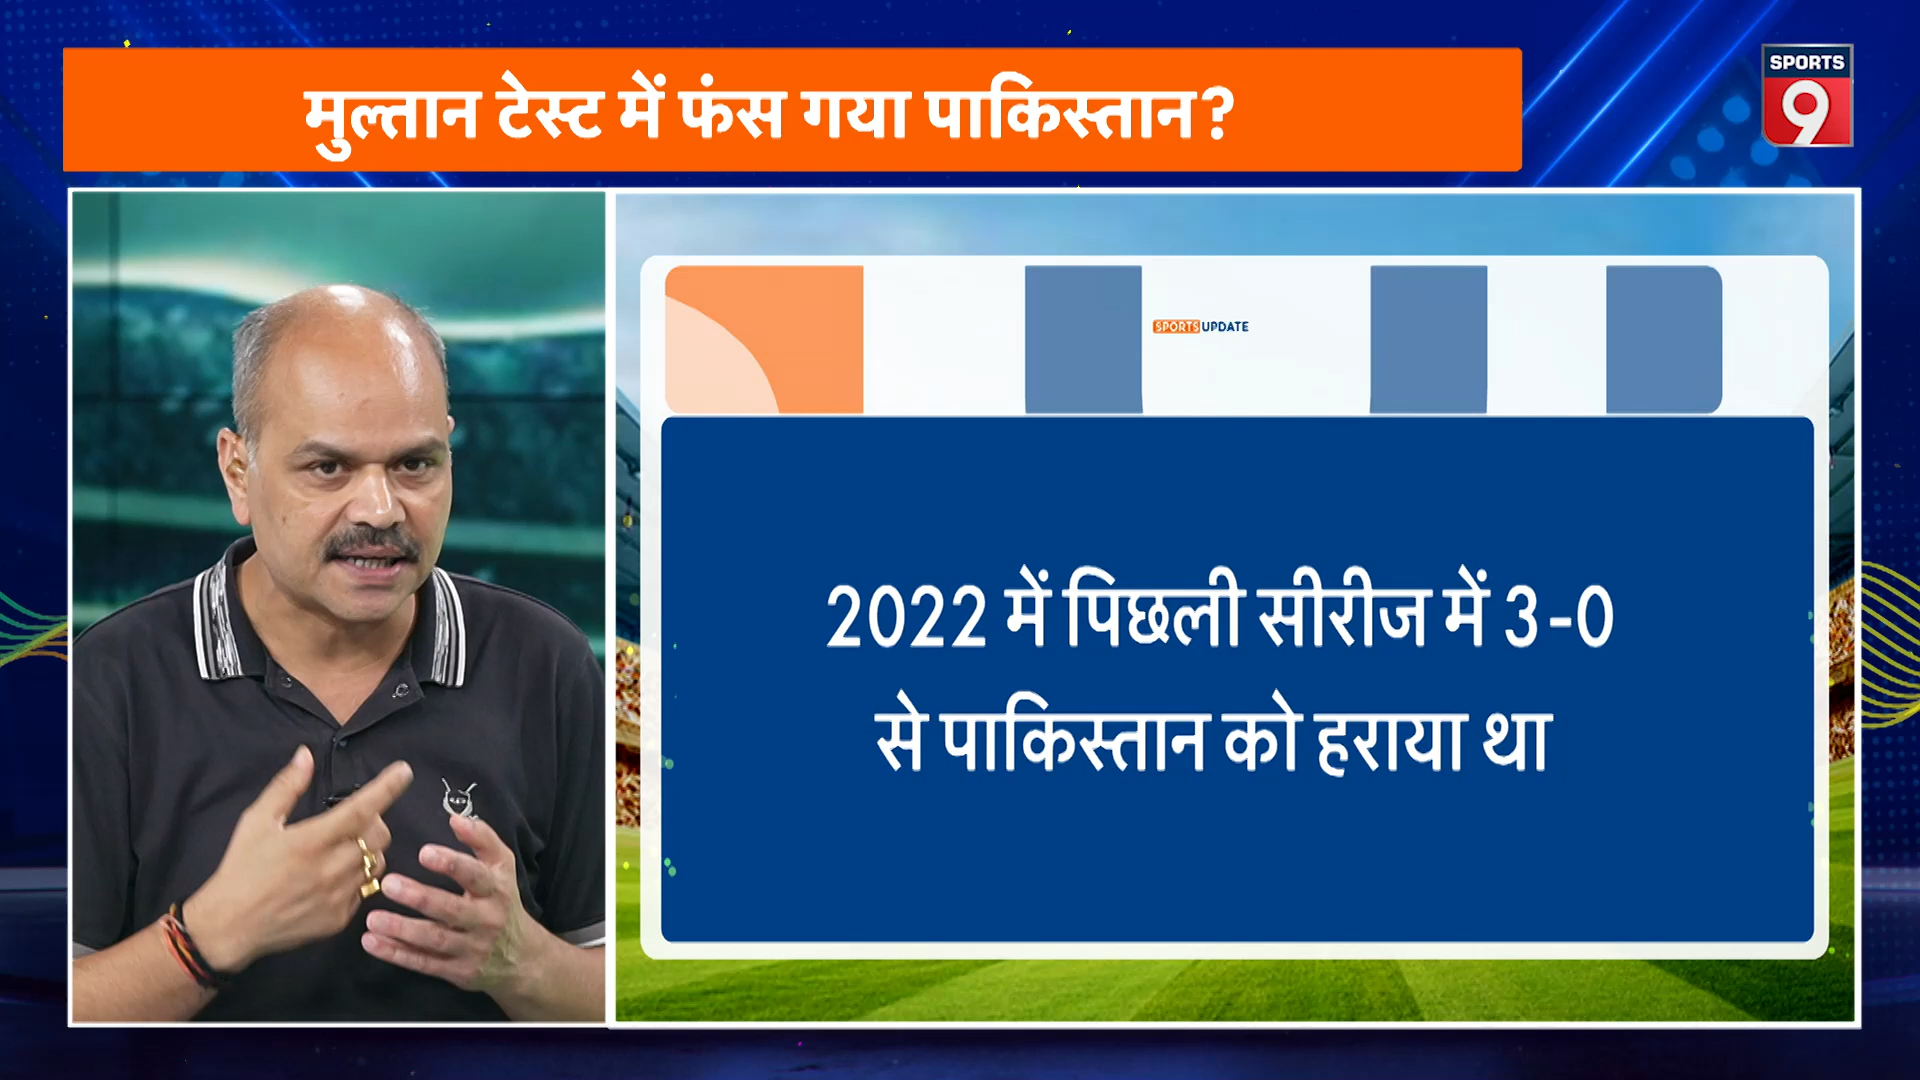 मुल्तान टेस्ट में फंस गया पाकिस्तान?
SPORTS
9
SPORTS UPDATE
2022 में पिछली सीरीज में 3-0
से पाकिस्तान को हराया था